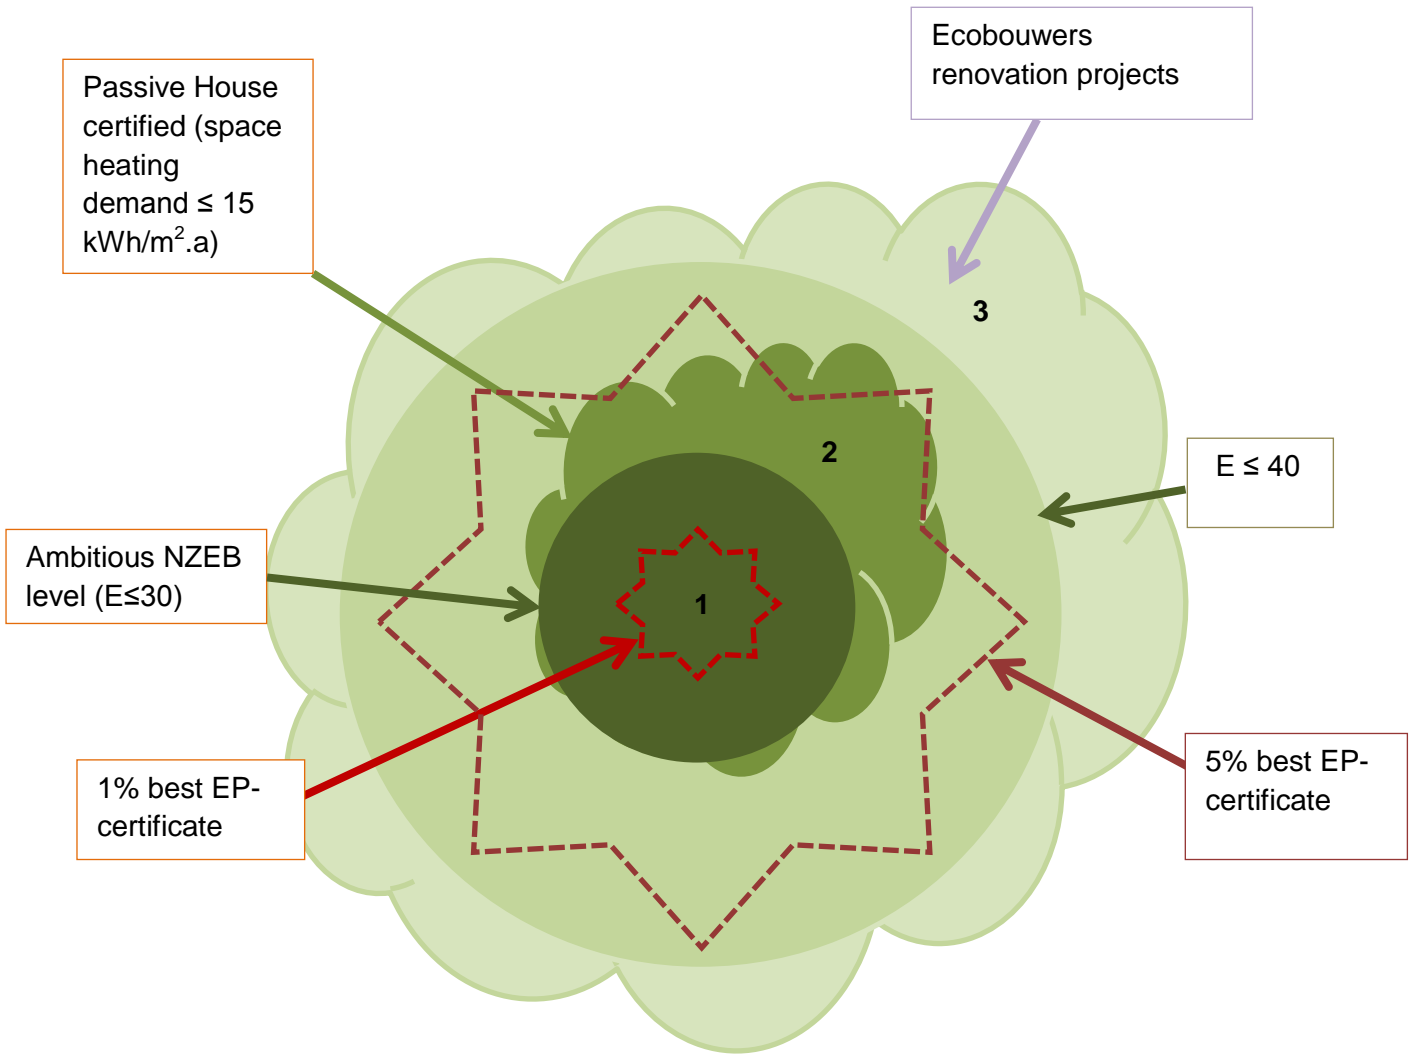 Ecobouwers
renovation projects
Passive House
certified (space
heating
demand ≤ 15
kWh/m².a)
3
2
E ≤ 40
Ambitious NZEB
level (E≤30)
1
1% best EP-
certificate
5% best EP-
certificate